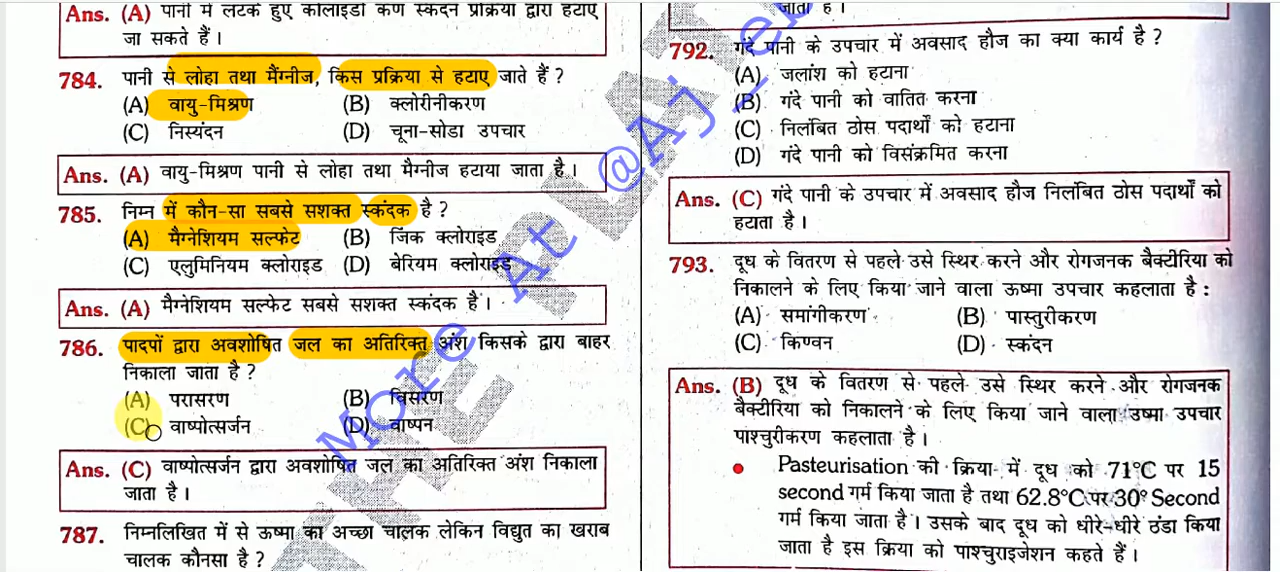 Ans. (A) पानी में लटके हुए कोलाइडी कण स्कंदन प्रक्रिया द्वारा हटाए
जा सकते हैं।
784. पानी से लोहा तथा मैंग्नीज, किस प्रक्रिया से हटाए जाते हैं ?
(A) वायु-मिश्रण (B) क्लोरीनीकरण
(C) निस्यंदन (D) चूना-सोडा उपचार
Ans. (A) वायु-मिश्रण पानी से लोहा तथा मैग्नीज हटाया जाता है।
785. निम्न में कौन-सा सबसे सशक्त स्कंदक है ?
(A) मैग्नेशियम सल्फेट (B) जिंक क्लोराइड
(C) एलुमिनियम क्लोराइड (D) बेरियम क्लोराइड
Ans. (A) मैग्नेशियम सल्फेट सबसे सशक्त स्कंदक है।
786. पादपों द्वारा अवशोषित जल का अतिरिक्त अंश किसके द्वारा बाहर
निकाला जाता है ?
(A) परासरण (B) विसरण
(C) वाष्पोत्सर्जन (D) वाष्पन
Ans. (C) वाष्पोत्सर्जन द्वारा अवशोषित जल का अतिरिक्त अंश निकाला
जाता है।
787. निम्नलिखित में से ऊष्मा का अच्छा चालक लेकिन विद्युत का खराब
चालक कौनसा है ?
जाता है।
792. गंदे पानी के उपचार में अवसाद हौज का क्या कार्य है ?
(A) जलांश को हटाना
(B) गंदे पानी को वातित करना
(C) निलंबित ठोस पदार्थों को हटाना
(D) गंदे पानी को विसंक्रमित करना
Ans. (C) गंदे पानी के उपचार में अवसाद हौज निलंबित ठोस पदार्थों को
हटाता है।
793. दूध के वितरण से पहले उसे स्थिर करने और रोगजनक बैक्टीरिया को
निकालने के लिए किया जाने वाला ऊष्मा उपचार कहलाता है :
(A) समांगीकरण (B) पास्तुरीकरण
(C) किण्वन (D) स्कंदन
Ans. (B) दूध के वितरण से पहले उसे स्थिर करने और रोगजनक
बैक्टीरिया को निकालने के लिए किया जाने वाला उष्मा उपचार
पाश्चुरीकरण कहलाता है।
• Pasteurisation की क्रिया में दूध को 71°C पर 15
second गर्म किया जाता है तथा 62.8°C पर 30° Second
गर्म किया जाता है। उसके बाद दूध को धीरे-धीरे ठंडा किया
जाता है इस क्रिया को पाश्चुराइजेशन कहते हैं।
More At @Aj_eb
THE